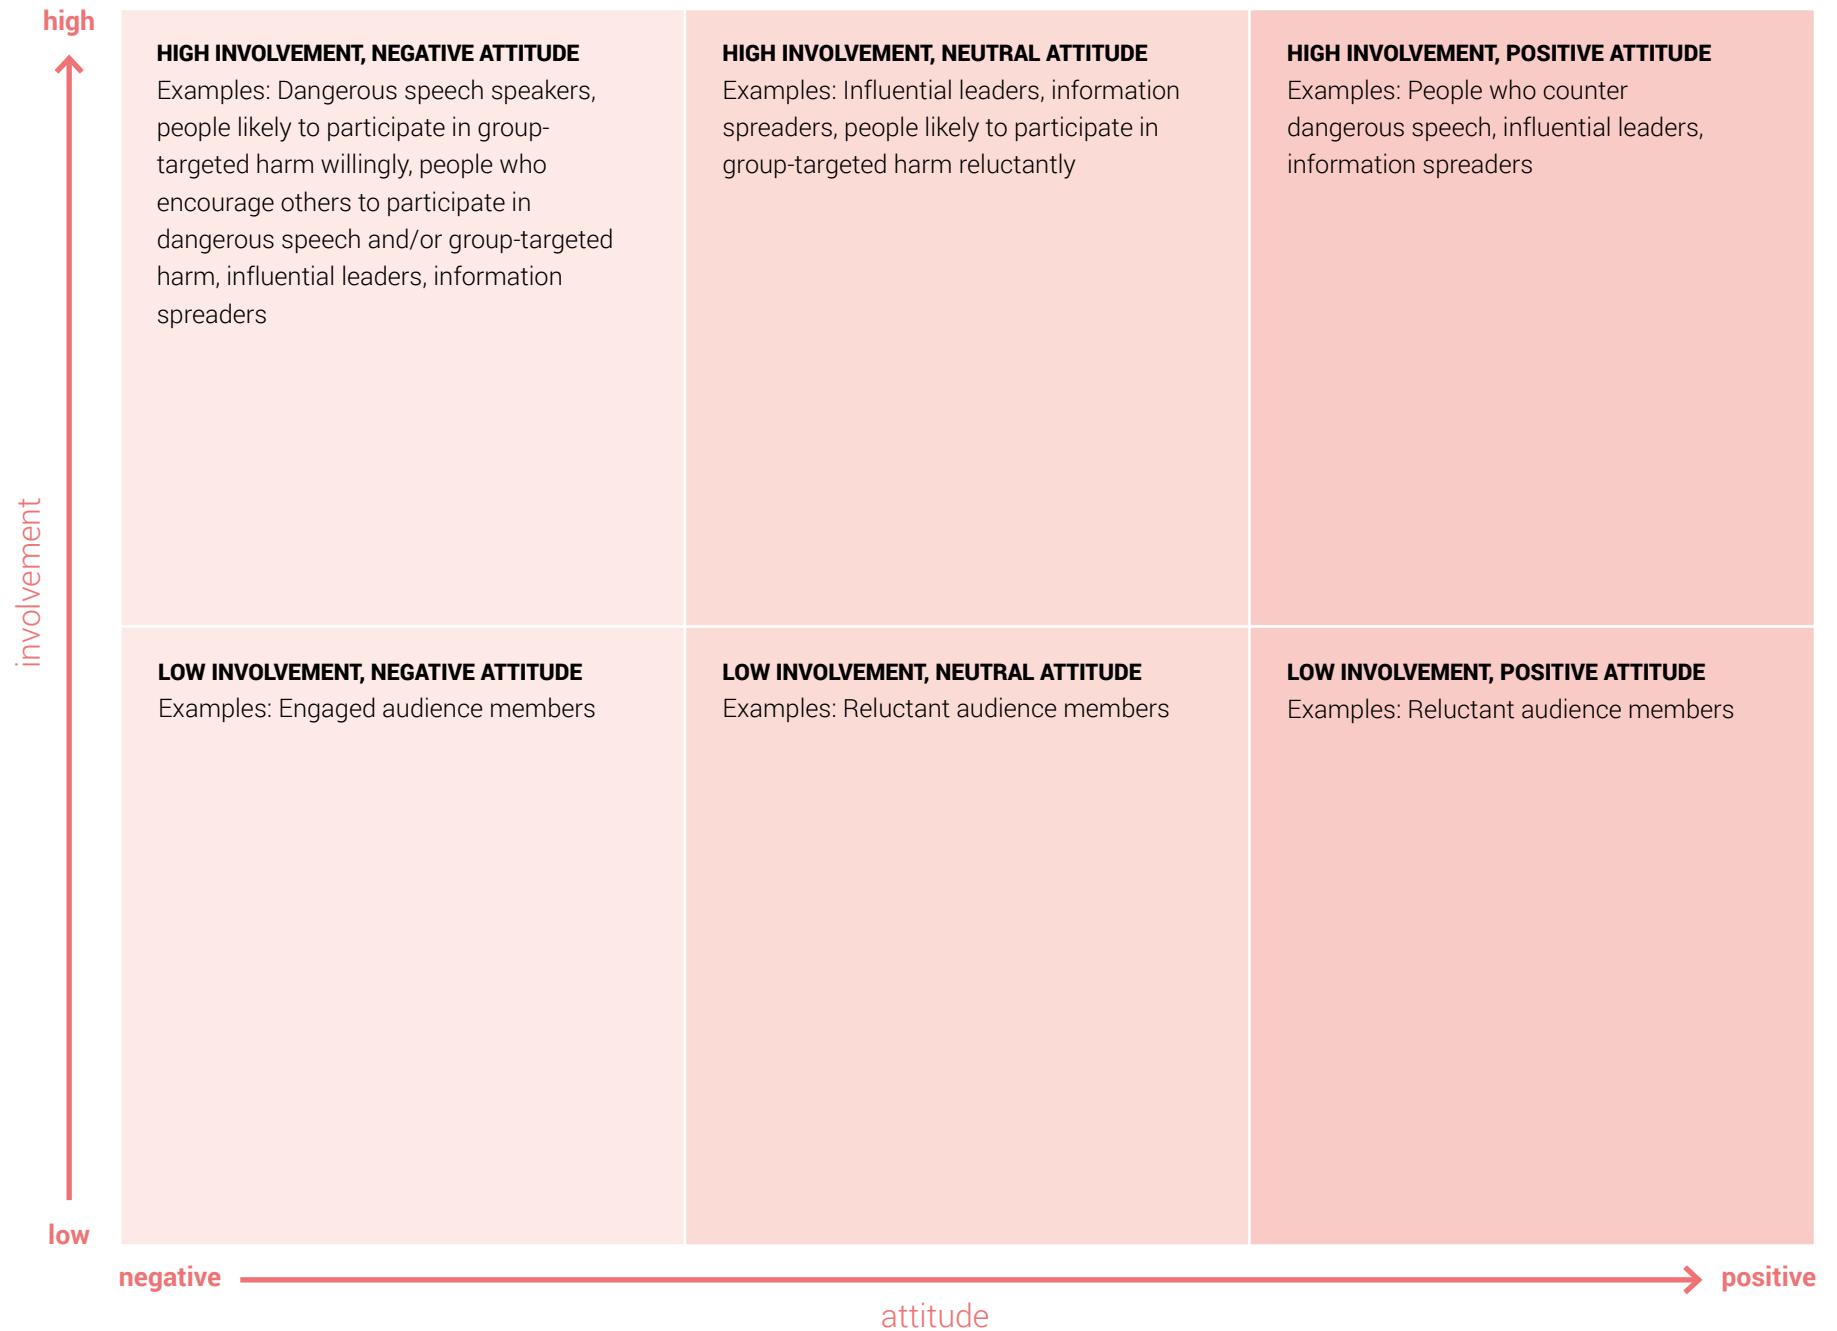 high
HIGH INVOLVEMENT, NEGATIVE ATTITUDE
Examples: Dangerous speech speakers,
people likely to participate in group-
targeted harm willingly, people who
encourage others to participate in
dangerous speech and/or group-targeted
harm, influential leaders, information
spreaders
HIGH INVOLVEMENT, NEUTRAL ATTITUDE
Examples: Influential leaders, information
spreaders, people likely to participate in
group-targeted harm reluctantly
HIGH INVOLVEMENT, POSITIVE ATTITUDE
Examples: People who counter
dangerous speech, influential leaders,
information spreaders
involvement
LOW INVOLVEMENT, NEGATIVE ATTITUDE
Examples: Engaged audience members
LOW INVOLVEMENT, NEUTRAL ATTITUDE
Examples: Reluctant audience members
LOW INVOLVEMENT, POSITIVE ATTITUDE
Examples: Reluctant audience members
low
negative
positive
attitude